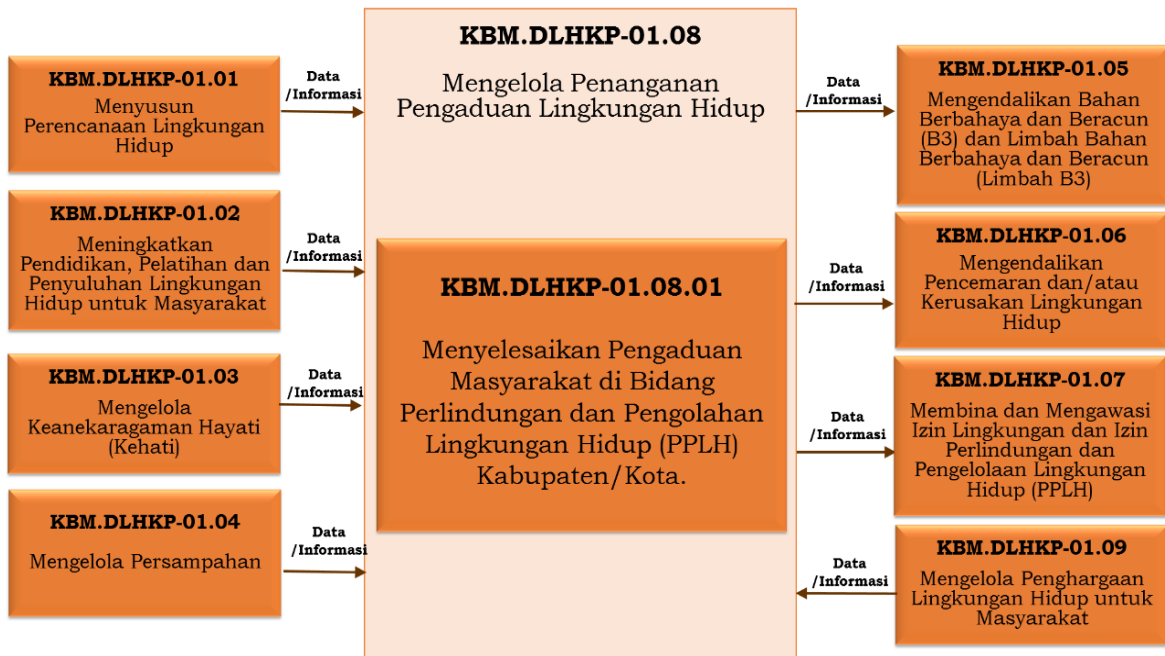 KBM.DLHKP-01.08
Mengelola Penanganan
Pengaduan Lingkungan Hidup
KBM.DLHKP-01.01
Menyusun
Perencanaan Lingkungan
Hidup
Data
/Informasi
KBM.DLHKP-01.02
Meningkatkan
Pendidikan, Pelatihan dan
Penyuluhan Lingkungan
Hidup untuk Masyarakat
Data
/Informasi
KBM.DLHKP-01.03
Mengelola
Keanekaragaman Hayati
(Kehati)
Data
/Informasi
KBM.DLHKP-01.04
Mengelola Persampahan
Data
/Informasi
KBM.DLHKP-01.08.01
Menyelesaikan Pengaduan
Masyarakat di Bidang
Perlindungan dan Pengolahan
Lingkungan Hidup (PPLH)
Kabupaten/Kota.
Data
/Informasi
KBM.DLHKP-01.05
Mengendalikan Bahan
Berbahaya dan Beracun
(B3) dan Limbah Bahan
Berbahaya dan Beracun
(Limbah B3)
Data
/Informasi
KBM.DLHKP-01.06
Mengendalikan
Pencemaran dan/atau
Kerusakan Lingkungan
Hidup
Data
/Informasi
KBM.DLHKP-01.07
Membina dan Mengawasi
Izin Lingkungan dan Izin
Perlindungan dan
Pengelolaan Lingkungan
Hidup (PPLH)
Data
/Informasi
KBM.DLHKP-01.09
Mengelola Penghargaan
Lingkungan Hidup untuk
Masyarakat